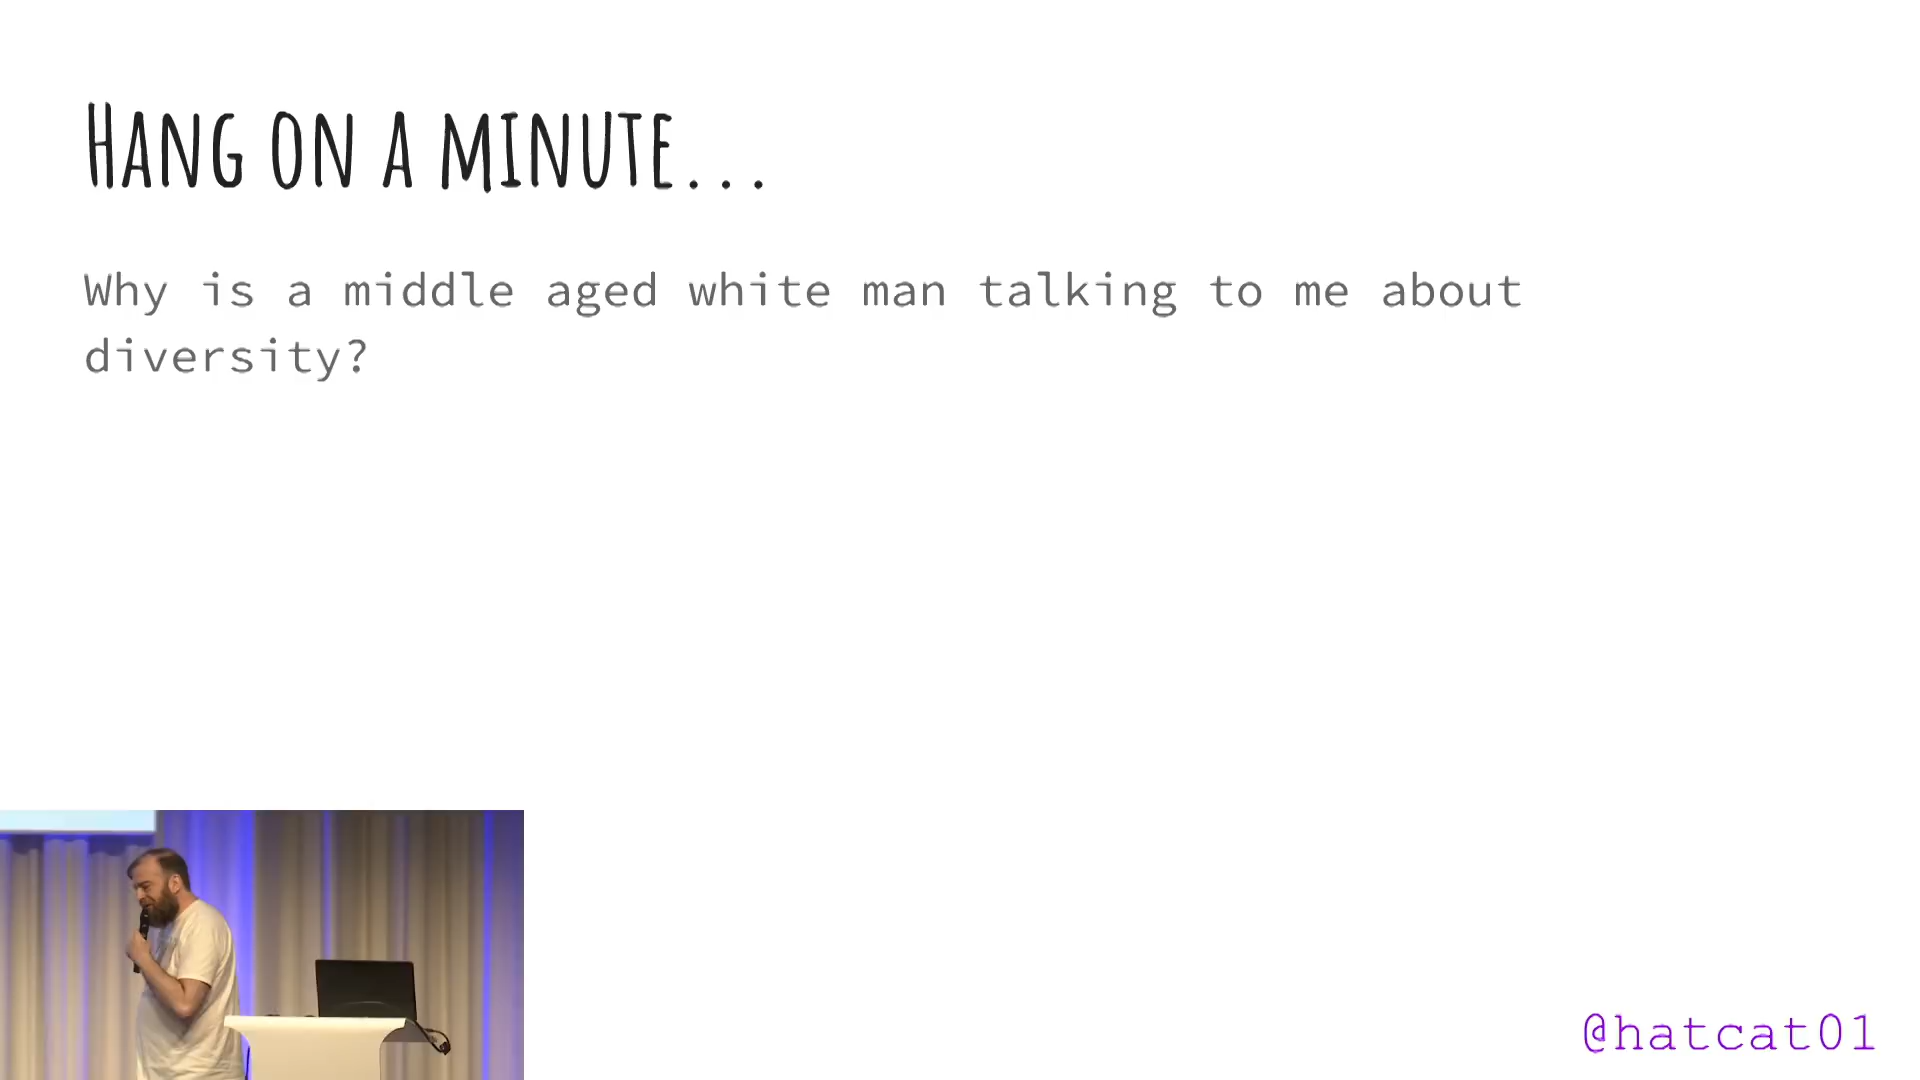 HANG ON A MINUTE...
Why is a middle aged white man talking to me about
diversity?
@hatcat01